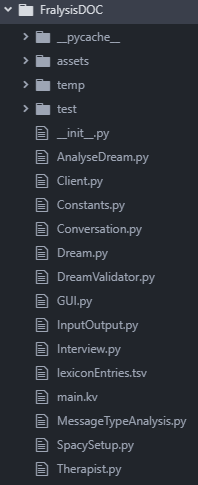 FralysisDOC
__pycache__
assets
temp
test
__init__.py
AnalyseDream.py
Client.py
Constants.py
Conversation.py
Dream.py
DreamValidator.py
GUI.py
InputOutput.py
Interview.py
lexiconEntries.tsv
main.kv
MessageTypeAnalysis.py
SpacySetup.py
Therapist.py